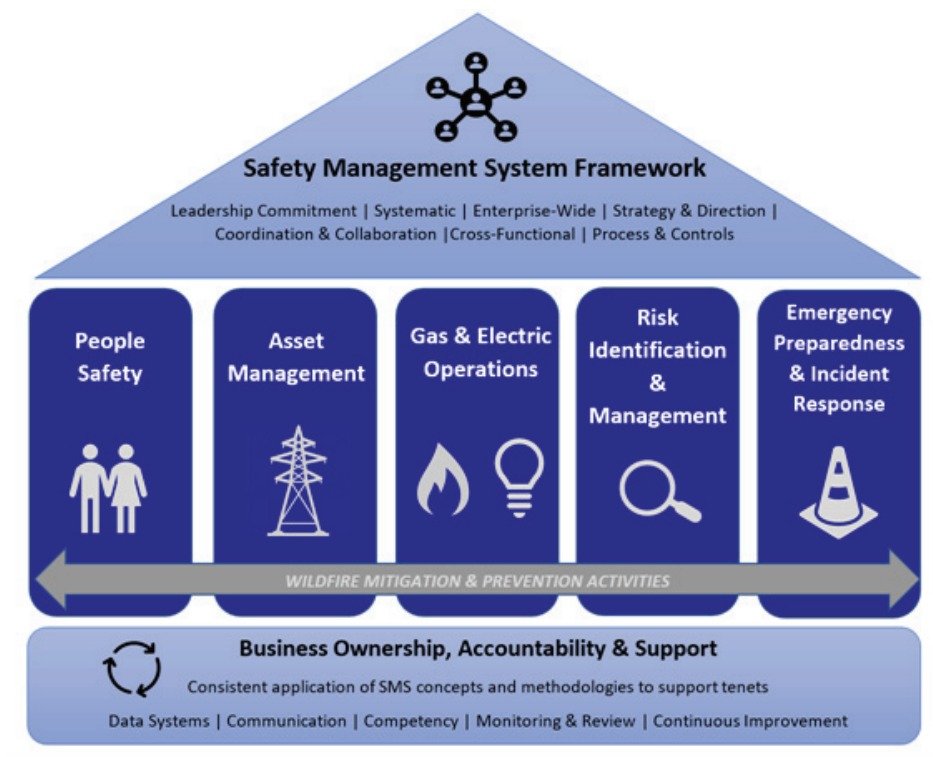 Safety Management System Framework
Leadership Commitment | Systematic | Enterprise-Wide | Strategy & Direction |
Coordination & Collaboration |Cross-Functional | Process & Controls
People
Safety
Asset
Management
Gas & Electric
Operations
Risk
Identification
&
Management
Emergency
Preparedness
& Incident
Response
WILDFIRE MITIGATION & PREVENTION ACTIVITIES
Business Ownership, Accountability & Support
Consistent application of SMS concepts and methodologies to support tenets
Data Systems | Communication | Competency | Monitoring & Review | Continuous Improvement